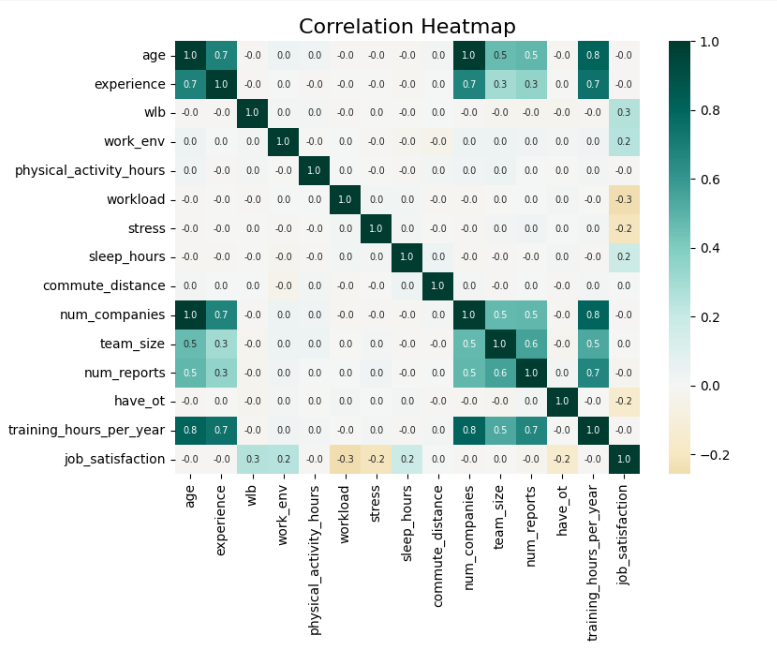 Correlation Heatmap
age 1.0 0.7 -0.0 0.0 0.0 -0.0 -0.0 -0.0 0.0 1.0 0.5 0.5 -0.0 0.8 -0.0
experience 0.7 1.0 -0.0 0.0 -0.0 -0.0 -0.0 -0.0 0.0 0.7 0.3 0.3 0.0 0.7 -0.0
wlb -0.0 -0.0 1.0 0.0 0.0 -0.0 0.0 -0.0 0.0 -0.0 -0.0 -0.0 -0.0 -0.0 0.3
work_env 0.0 0.0 0.0 1.0 -0.0 0.0 -0.0 -0.0 -0.0 0.0 0.0 0.0 0.0 0.0 0.2
physical_activity_hours 0.0 -0.0 0.0 -0.0 1.0 -0.0 -0.0 0.0 0.0 0.0 0.0 0.0 -0.0 0.0 -0.0
workload -0.0 -0.0 -0.0 0.0 -0.0 1.0 0.0 0.0 -0.0 -0.0 -0.0 -0.0 0.0 -0.0 -0.3
stress -0.0 -0.0 0.0 -0.0 -0.0 0.0 1.0 0.0 -0.0 -0.0 -0.0 0.0 0.0 -0.0 -0.2
sleep_hours -0.0 -0.0 -0.0 -0.0 0.0 0.0 0.0 1.0 0.0 -0.0 -0.0 -0.0 0.0 -0.0 0.2
commute_distance 0.0 0.0 0.0 -0.0 0.0 -0.0 -0.0 0.0 1.0 0.0 -0.0 -0.0 -0.0 0.0 0.0
num_companies 1.0 0.7 -0.0 0.0 0.0 -0.0 -0.0 -0.0 0.0 1.0 0.5 0.5 -0.0 0.8 -0.0
team_size 0.5 0.3 -0.0 0.0 0.0 -0.0 -0.0 -0.0 -0.0 0.5 1.0 0.6 -0.0 0.5 0.0
num_reports 0.5 0.3 -0.0 0.0 0.0 -0.0 0.0 -0.0 -0.0 0.5 0.6 1.0 -0.0 0.7 -0.0
have_ot -0.0 0.0 -0.0 0.0 -0.0 0.0 0.0 0.0 -0.0 -0.0 -0.0 -0.0 1.0 -0.0 -0.2
training_hours_per_year 0.8 0.7 -0.0 0.0 0.0 -0.0 -0.0 -0.0 0.0 0.8 0.5 0.7 -0.0 1.0 -0.0
job_satisfaction -0.0 -0.0 0.3 0.2 -0.0 -0.3 -0.2 0.2 0.0 -0.0 0.0 -0.0 -0.2 -0.0 1.0
age
experience
wlb
work_env
physical_activity_hours
workload
stress
sleep_hours
commute_distance
num_companies
team_size
num_reports
have_ot
training_hours_per_year
job_satisfaction
1.0
0.8
0.6
0.4
0.2
0.0
−0.2